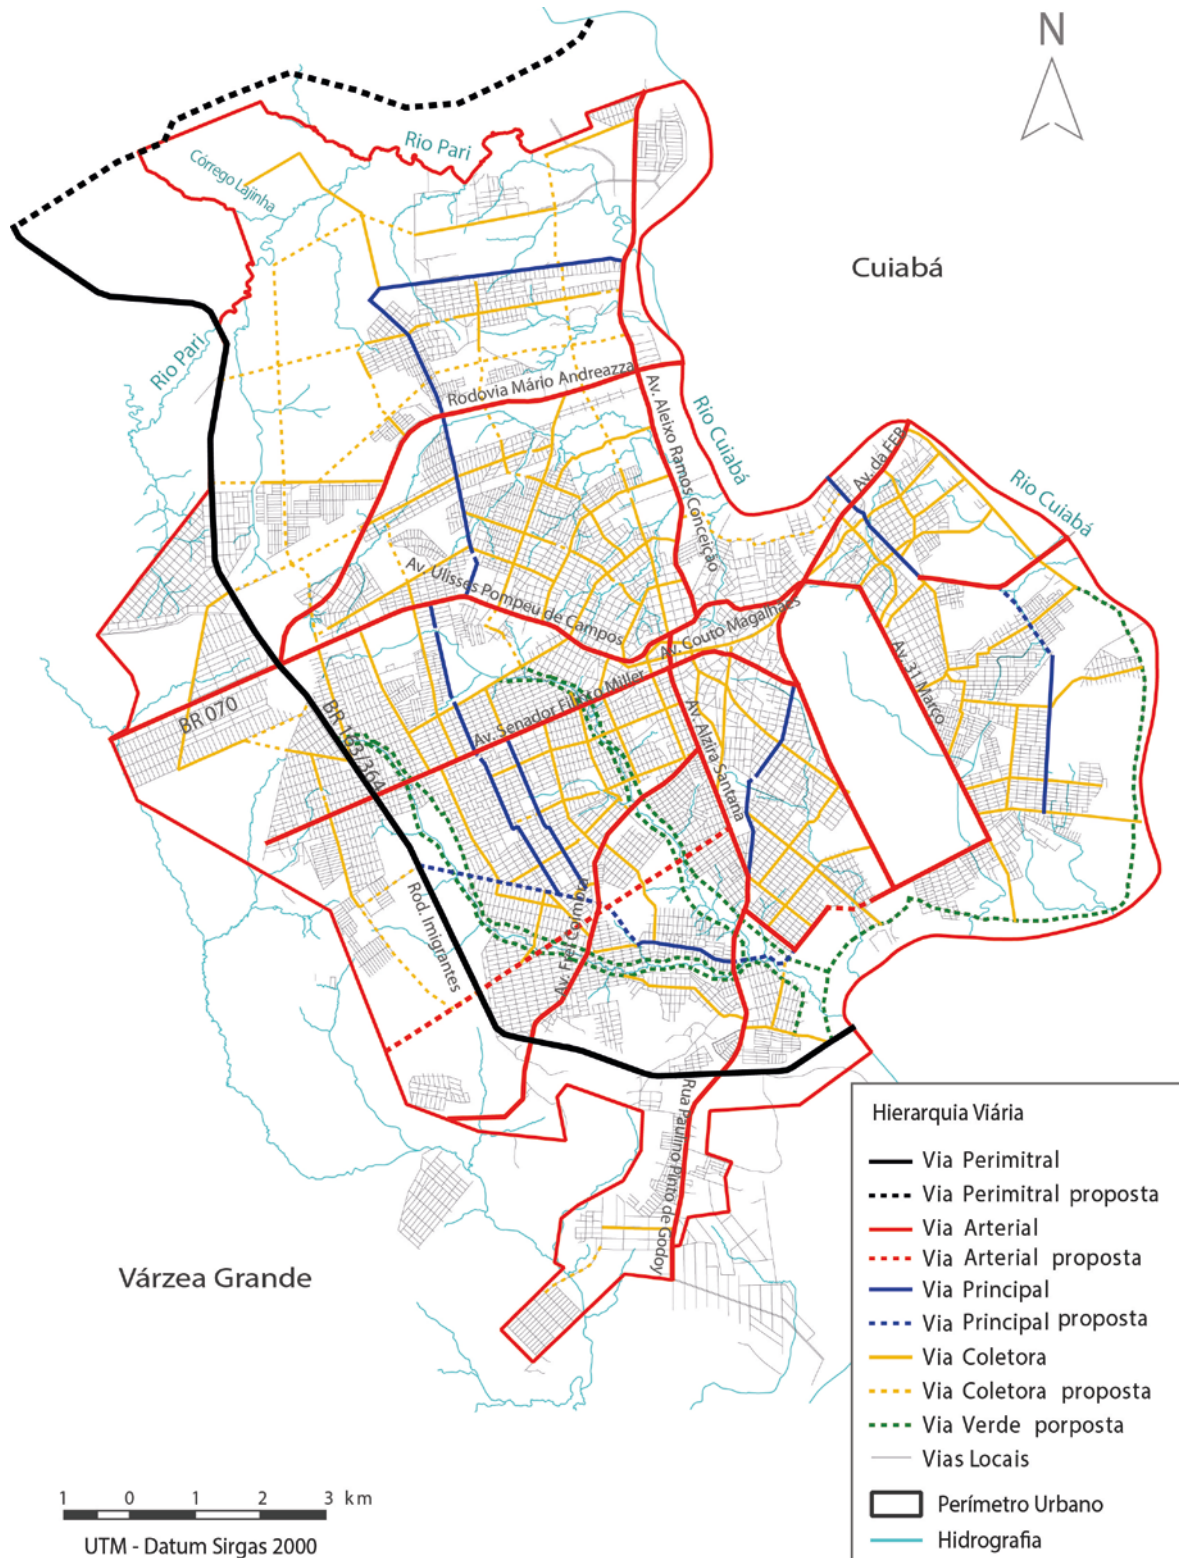 N
Rio Pari
Córrego Lajinha
Cuiabá
Rio Pari
Rodovia Mário Andreazza
Av. Aleixo Ramos Conceição
Rio Cuiabá
Av. da FEB
Rio Cuiabá
Av. Ulisses Pompeu de Campos
Av. Couto Magalhães
Av. 31 Março
Av. Senador Filinto Miller
BR 070
BR 163/364
Av. Alzira Santana
Rod. Imigrantes
Av. Frei Coimbra
Rua Paulino Pinto de Godoy
Várzea Grande
Hierarquia Viária
Via Perimitral
Via Perimitral proposta
Via Arterial
Via Arterial proposta
Via Principal
Via Principal proposta
Via Coletora
Via Coletora proposta
Via Verde porposta
Vias Locais
Perímetro Urbano
Hidrografia
1 0 1 2 3 km
UTM - Datum Sirgas 2000